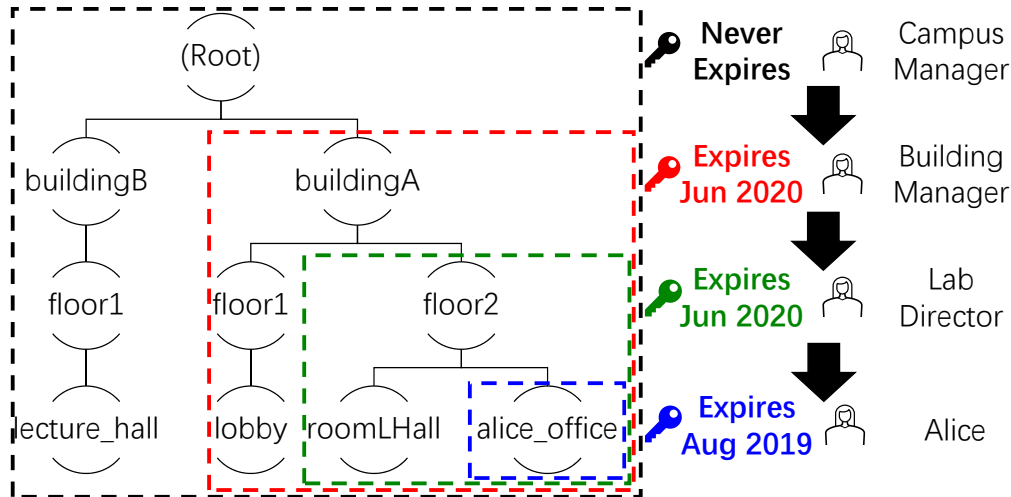 (Root)
buildingB
buildingA
floor1
floor1
floor2
lecture_hall
lobby
roomLHall
alice_office
Never
Expires
Campus
Manager
Expires
Jun 2020
Building
Manager
Expires
Jun 2020
Lab
Director
Expires
Aug 2019
Alice